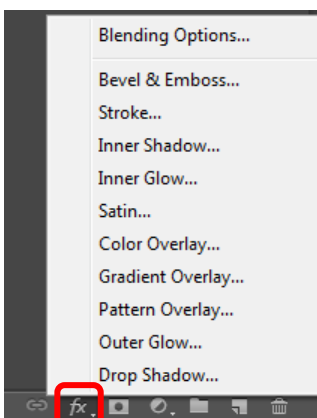 Blending Options...
Bevel & Emboss...
Stroke...
Inner Shadow...
Inner Glow...
Satin...
Color Overlay...
Gradient Overlay...
Pattern Overlay...
Outer Glow...
Drop Shadow...
fx